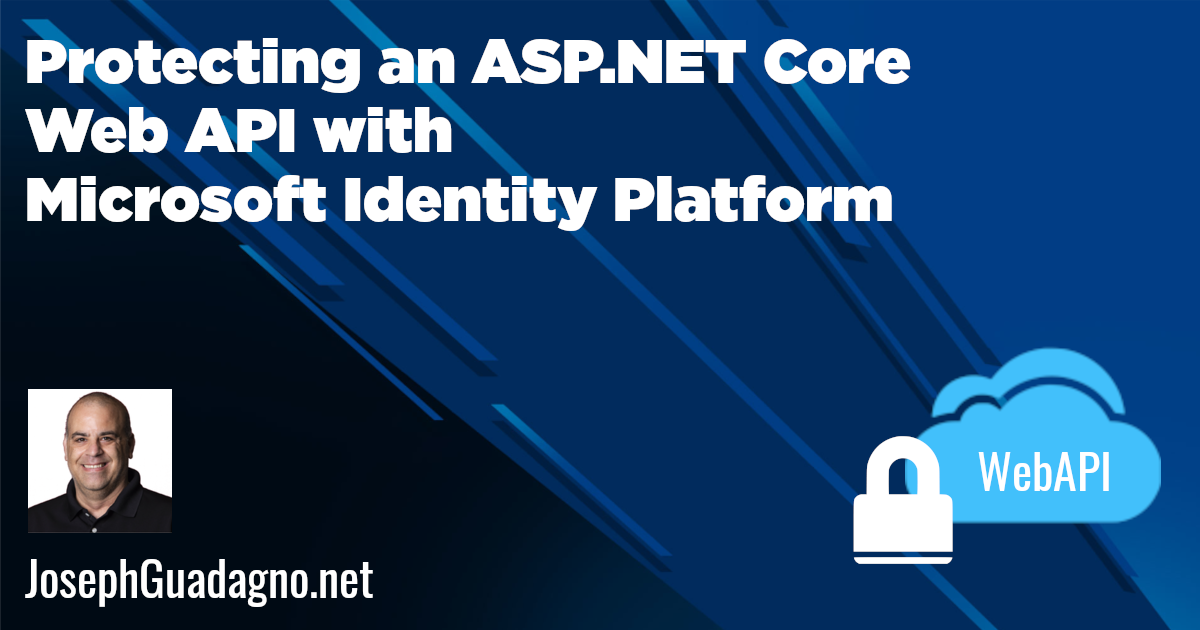 Protecting an ASP.NET Core
Web API with
Microsoft Identity Platform
WebAPI
JosephGuadagno.net